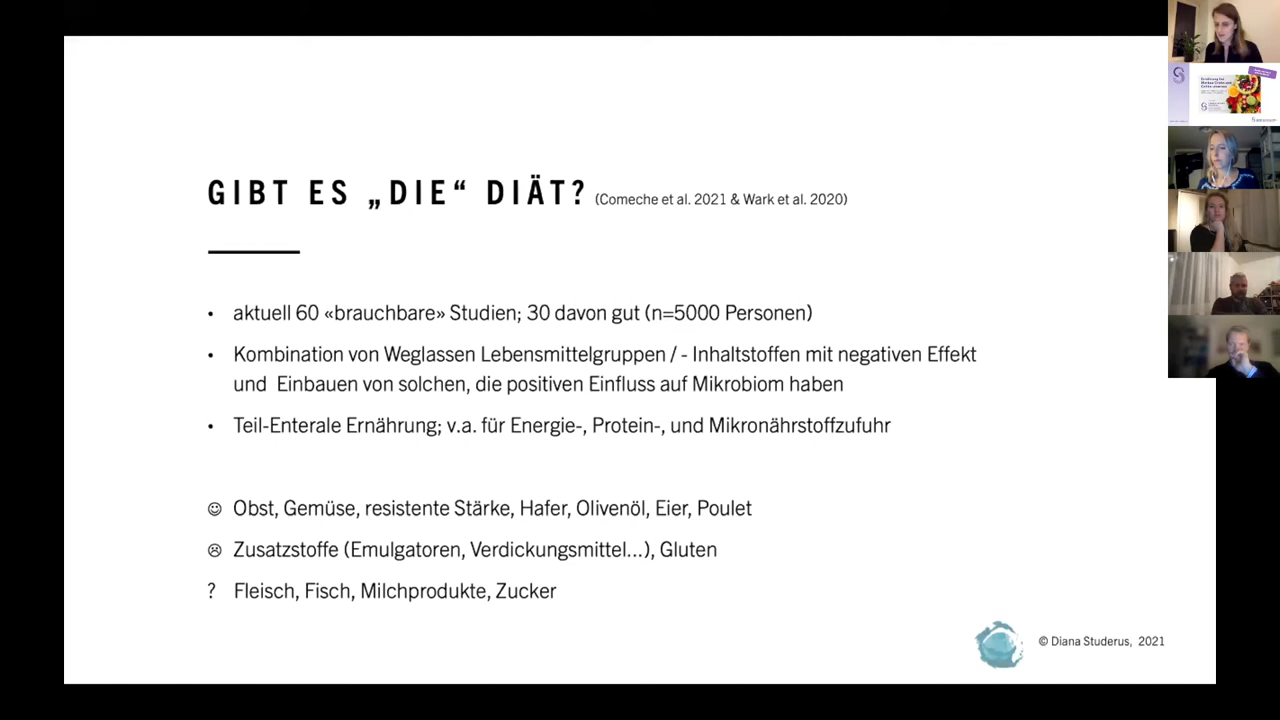 GIBT ES „DIE“ DIÄT? (Comeche et al. 2021 & Wark et al. 2020)
• aktuell 60 «brauchbare» Studien; 30 davon gut (n=5000 Personen)
• Kombination von Weglassen Lebensmittelgruppen / - Inhaltstoffen mit negativen Effekt
und Einbauen von solchen, die positiven Einfluss auf Mikrobiom haben
• Teil-Enterale Ernährung; v.a. für Energie-, Protein-, und Mikronährstoffzufuhr
☺ Obst, Gemüse, resistente Stärke, Hafer, Olivenöl, Eier, Poulet
☹ Zusatzstoffe (Emulgatoren, Verdickungsmittel...), Gluten
? Fleisch, Fisch, Milchprodukte, Zucker
© Diana Studerus, 2021